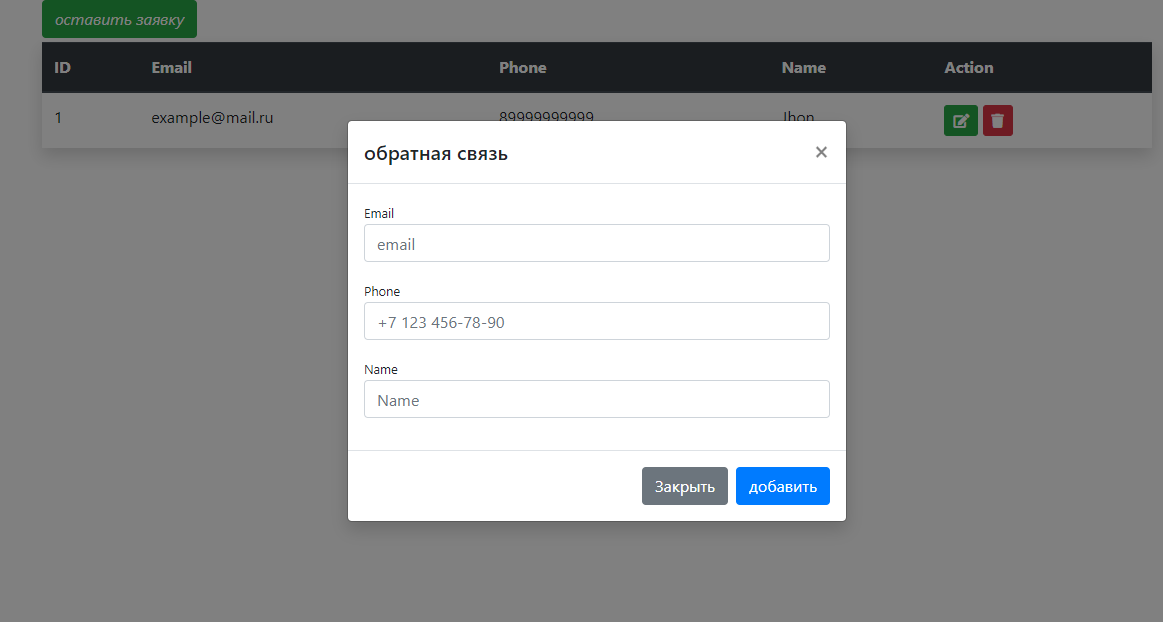 оставить заявку
ID Email Phone Name Action
1 example@mail.ru 89999999999 Jhon
обратная связь ×
Email
email
Phone
+7 123 456-78-90
Name
Name
Закрыть добавить